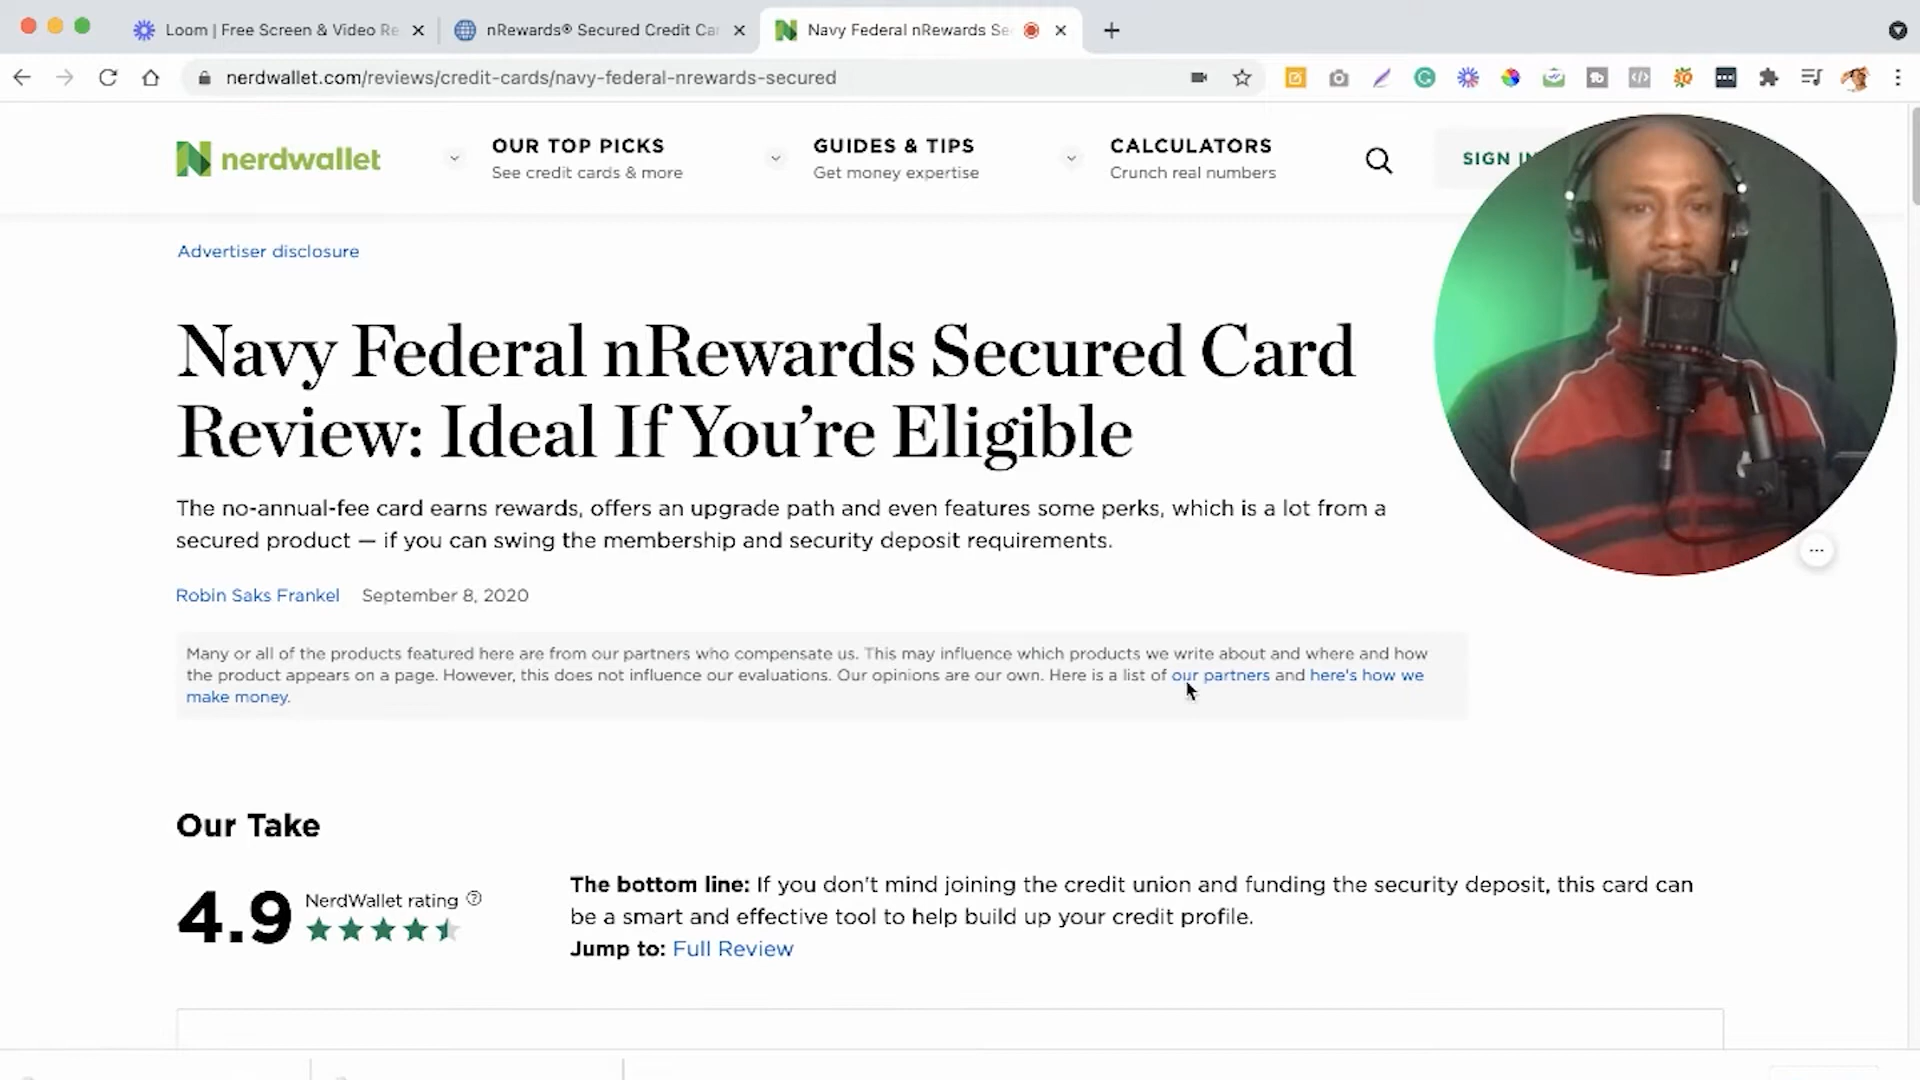 Loom | Free Screen & Video Re
nRewards® Secured Credit Car
Navy Federal nRewards Se
nerdwallet.com/reviews/credit-cards/navy-federal-nrewards-secured
nerdwallet
OUR TOP PICKS
See credit cards & more
GUIDES & TIPS
Get money expertise
CALCULATORS
Crunch real numbers
SIGN IN
Advertiser disclosure
Navy Federal nRewards Secured Card
Review: Ideal If You’re Eligible
The no-annual-fee card earns rewards, offers an upgrade path and even features some perks, which is a lot from a
secured product — if you can swing the membership and security deposit requirements.
Robin Saks Frankel September 8, 2020
Many or all of the products featured here are from our partners who compensate us. This may influence which products we write about and where and how
the product appears on a page. However, this does not influence our evaluations. Our opinions are our own. Here is a list of our partners and here's how we
make money.
Our Take
4.9
NerdWallet rating
The bottom line: If you don't mind joining the credit union and funding the security deposit, this card can
be a smart and effective tool to help build up your credit profile.
Jump to: Full Review